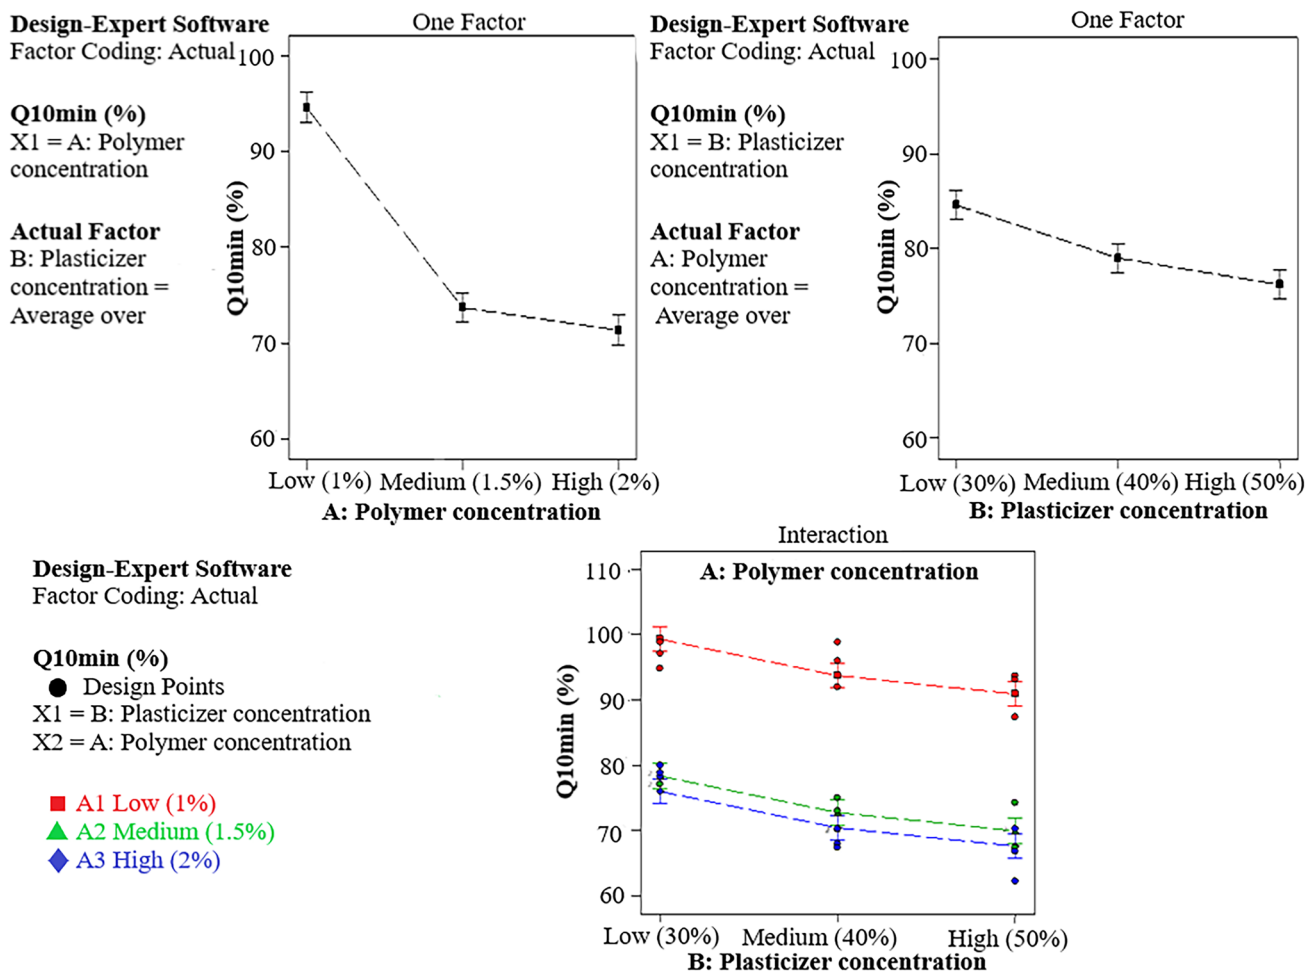 Design-Expert Software
Factor Coding: Actual
Q10min (%)
X1 = A: Polymer
concentration
Actual Factor
B: Plasticizer
concentration =
Average over
One Factor
Q10min (%)
100
90
80
70
60
Low (1%) Medium (1.5%) High (2%)
A: Polymer concentration
Design-Expert Software
Factor Coding: Actual
Q10min (%)
X1 = B: Plasticizer
concentration
Actual Factor
A: Polymer
concentration =
Average over
One Factor
Q10min (%)
100
90
80
70
60
Low (30%) Medium (40%) High (50%)
B: Plasticizer concentration
Design-Expert Software
Factor Coding: Actual
Q10min (%)
Design Points
X1 = B: Plasticizer concentration
X2 = A: Polymer concentration
A1 Low (1%)
A2 Medium (1.5%)
A3 High (2%)
Interaction
A: Polymer concentration
Q10min (%)
110
100
90
80
70
60
Low (30%) Medium (40%) High (50%)
B: Plasticizer concentration